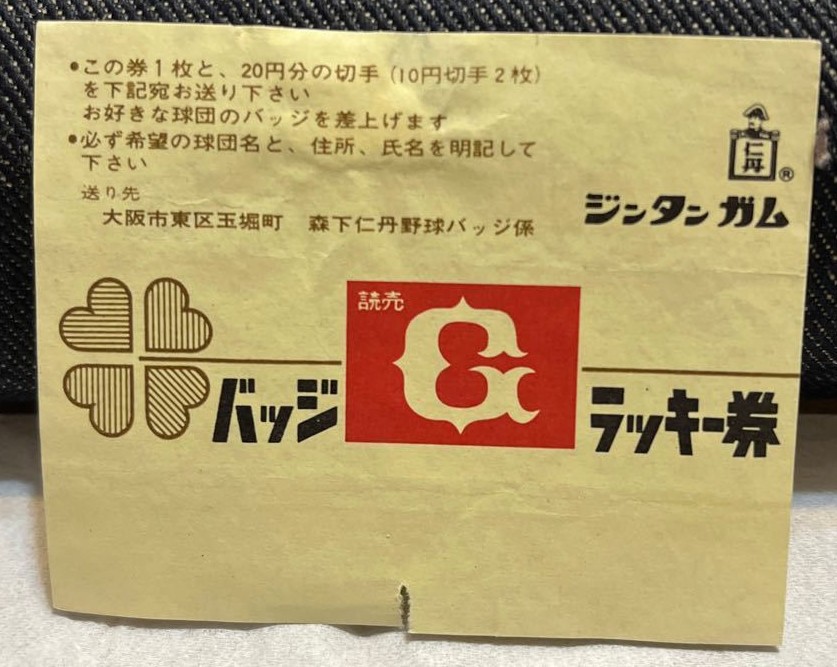 •この券1枚と、20円分の切手(10円切手2枚)
を下記宛お送り下さい
お好きな球団のバッジを差上げます
•必ず希望の球団名と、住所、氏名を明記して
下さい
送り先
大阪市東区玉堀町 森下仁丹野球バッジ係
仁丹®
ジンタンガム
読売
G
バッジ
ラッキー券